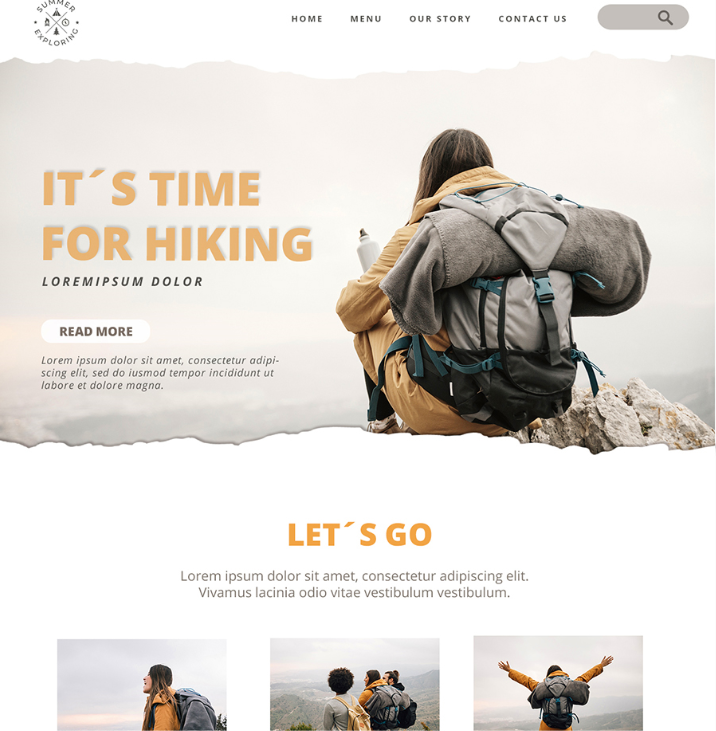 SUMMER
EXPLORING
HOME MENU OUR STORY CONTACT US
IT´S TIME
FOR HIKING
LOREMIPSUM DOLOR
READ MORE
Lorem ipsum dolor sit amet, consectetur adipi-
scing elit, sed do iusmod tempor incididunt ut
labore et dolore magna.
LET´S GO
Lorem ipsum dolor sit amet, consectetur adipiscing elit.
Vivamus lacinia odio vitae vestibulum vestibulum.